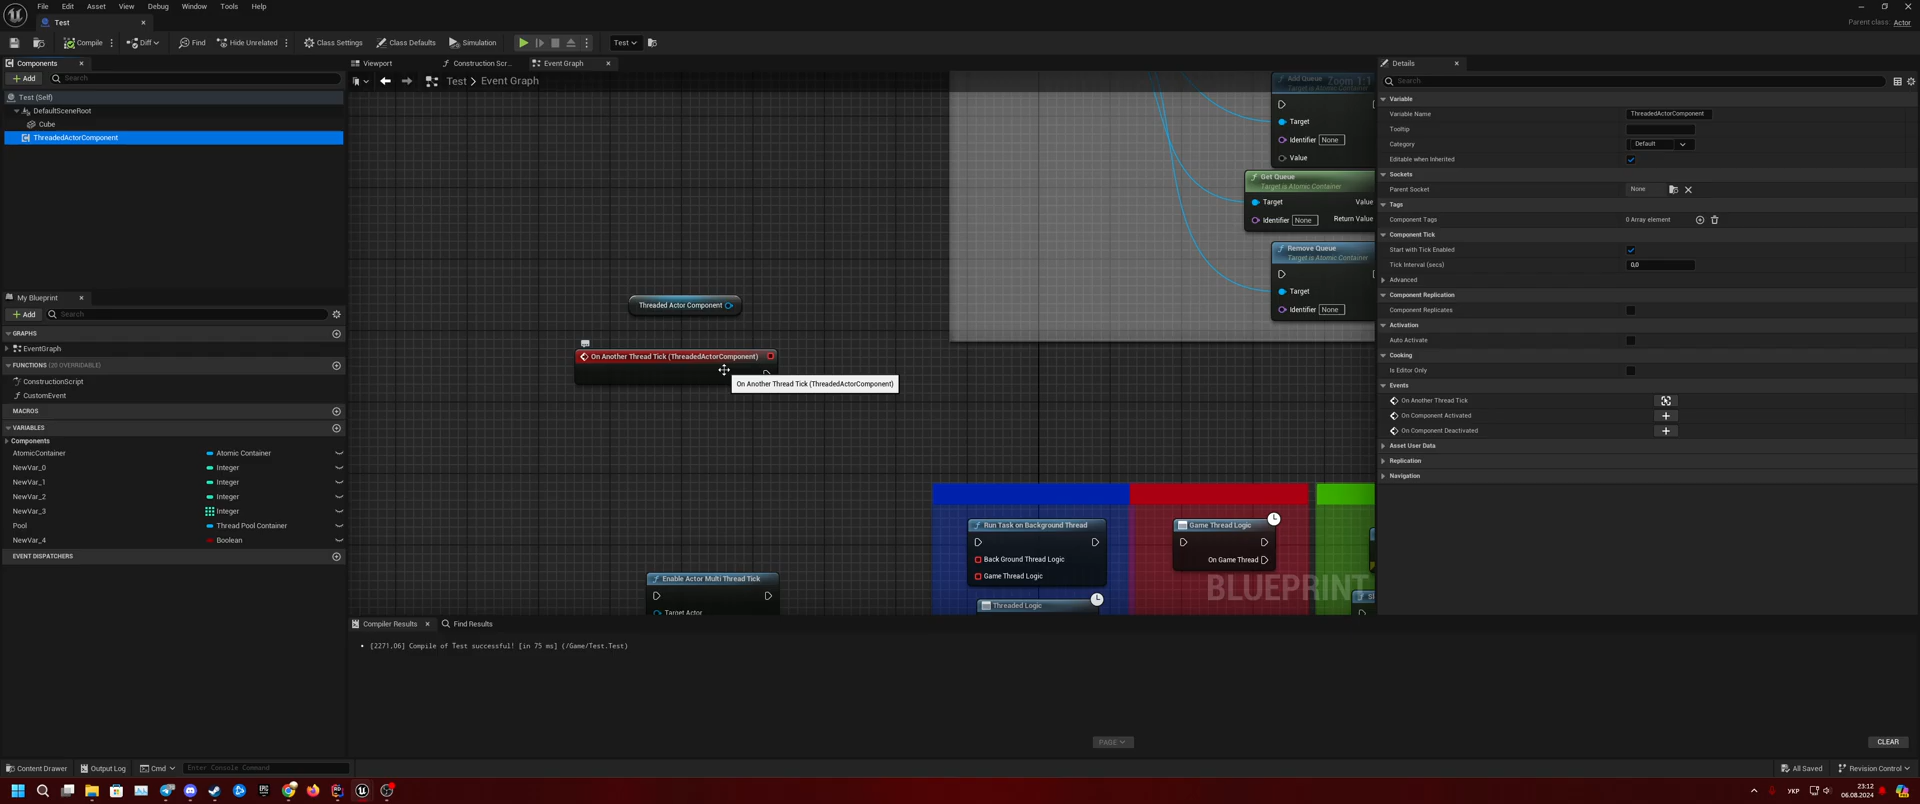 File Edit Asset View Debug Window Tools Help
Test
Parent class: Actor
Compile Diff Find Hide Unrelated Class Settings Class Defaults Simulation Test
Components
Add Search
Test (Self)
DefaultSceneRoot
Cube
ThreadedActorComponent
My Blueprint
Add Search
GRAPHS
EventGraph
FUNCTIONS (20 OVERRIDABLE)
ConstructionScript
CustomEvent
MACROS
VARIABLES
Components
AtomicContainer Atomic Container
NewVar_0 Integer
NewVar_1 Integer
NewVar_2 Integer
NewVar_3 Integer
Pool Thread Pool Container
NewVar_4 Boolean
EVENT DISPATCHERS
Viewport Construction Scr... Event Graph
Test > Event Graph
Zoom 1:1
Add Queue
Target is Atomic Container
Target
Identifier None
Value
Get Queue
Target is Atomic Container
Target Value
Identifier None Return Value
Remove Queue
Target is Atomic Container
Target
Identifier None
Threaded Actor Component
On Another Thread Tick (ThreadedActorComponent)
On Another Thread Tick (ThreadedActorComponent)
Enable Actor Multi Thread Tick
Target Actor
Run Task on Background Thread
Back Ground Thread Logic
Game Thread Logic
Threaded Logic
Game Thread Logic
On Game Thread
BLUEPRINT
Compiler Results Find Results
[2271,06] Compile of Test successful! [in 75 ms] (/Game/Test.Test)
PAGE
CLEAR
Details
Search
Variable
Variable Name ThreadedActorComponent
Tooltip
Category Default
Editable when Inherited
Sockets
Parent Socket None
Tags
Component Tags 0 Array element
Component Tick
Start with Tick Enabled
Tick Interval (secs) 0,0
Advanced
Component Replication
Component Replicates
Activation
Auto Activate
Cooking
Is Editor Only
Events
On Another Thread Tick
On Component Activated
On Component Deactivated
Asset User Data
Replication
Navigation
Content Drawer Output Log Cmd Enter Console Command
All Saved Revision Control
УКР 23:12
06.08.2024